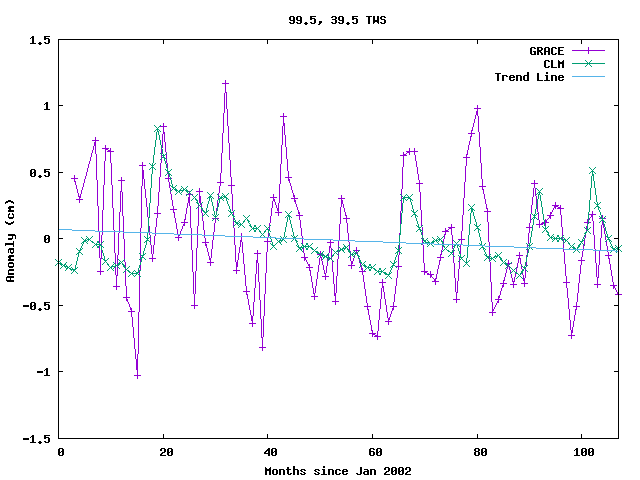 99.5, 39.5 TWS
GRACE
CLM
Trend Line
1.5
1
0.5
0
-0.5
-1
-1.5
Anomaly (cm)
0 20 40 60 80 100
Months since Jan 2002